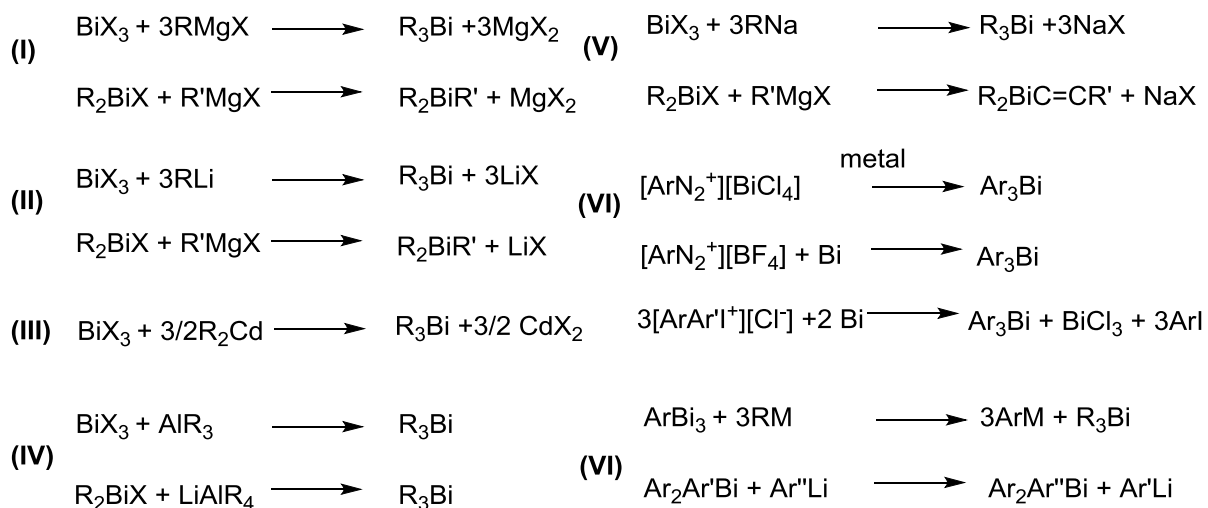 (I) BiX₃ + 3RMgX ⟶ R₃Bi +3MgX₂
R₂BiX + R'MgX ⟶ R₂BiR' + MgX₂
(II) BiX₃ + 3RLi ⟶ R₃Bi + 3LiX
R₂BiX + R'MgX ⟶ R₂BiR' + LiX
(III) BiX₃ + 3/2R₂Cd ⟶ R₃Bi +3/2 CdX₂
(IV) BiX₃ + AlR₃ ⟶ R₃Bi
R₂BiX + LiAlR₄ ⟶ R₃Bi
(V) BiX₃ + 3RNa ⟶ R₃Bi +3NaX
R₂BiX + R'MgX ⟶ R₂BiC=CR' + NaX
metal
(VI) [ArN₂⁺][BiCl₄] ⟶ Ar₃Bi
[ArN₂⁺][BF₄] + Bi ⟶ Ar₃Bi
3[ArAr'I⁺][Cl⁻] +2 Bi ⟶ Ar₃Bi + BiCl₃ + 3ArI
(VI) ArBi₃ + 3RM ⟶ 3ArM + R₃Bi
Ar₂Ar'Bi + Ar"Li ⟶ Ar₂Ar"Bi + Ar'Li